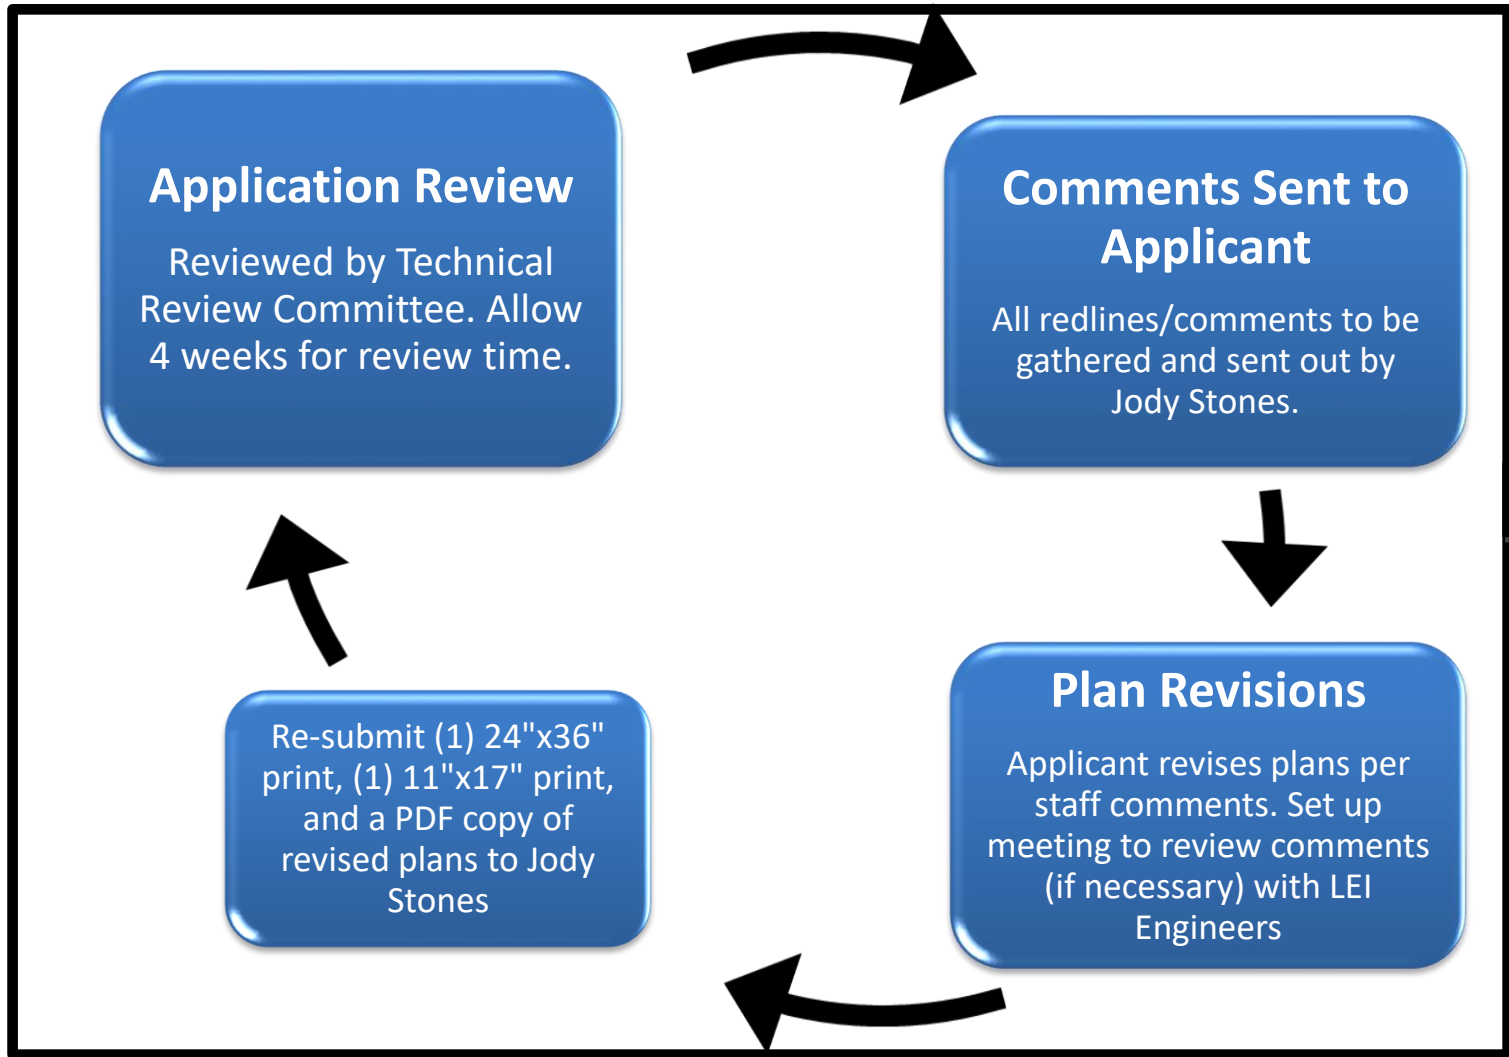 Application Review
Reviewed by Technical
Review Committee. Allow
4 weeks for review time.
Comments Sent to
Applicant
All redlines/comments to be
gathered and sent out by
Jody Stones.
Plan Revisions
Applicant revises plans per
staff comments. Set up
meeting to review comments
(if necessary) with LEI
Engineers
Re-submit (1) 24"x36"
print, (1) 11"x17" print,
and a PDF copy of
revised plans to Jody
Stones